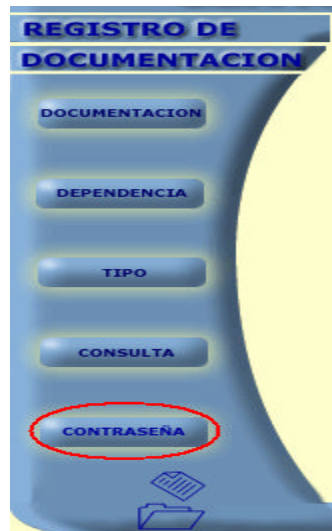 REGISTRO DE
DOCUMENTACION
DOCUMENTACION
DEPENDENCIA
TIPO
CONSULTA
CONTRASEÑA